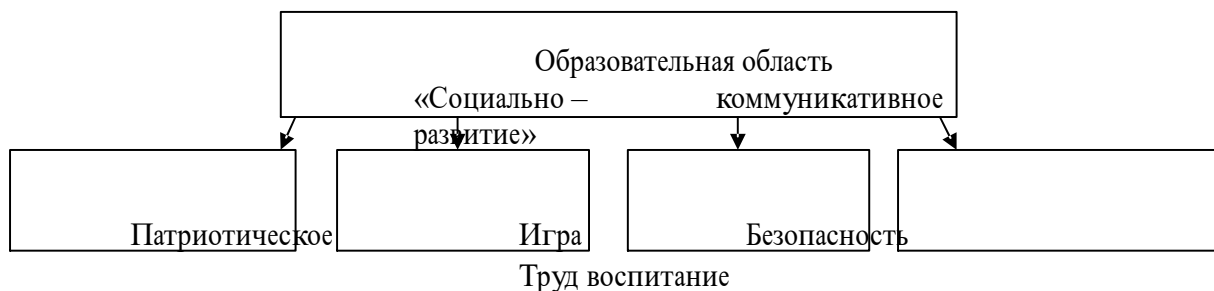 Образовательная область
«Социально – коммуникативное
развитие»
Патриотическое Игра Безопасность
Труд воспитание